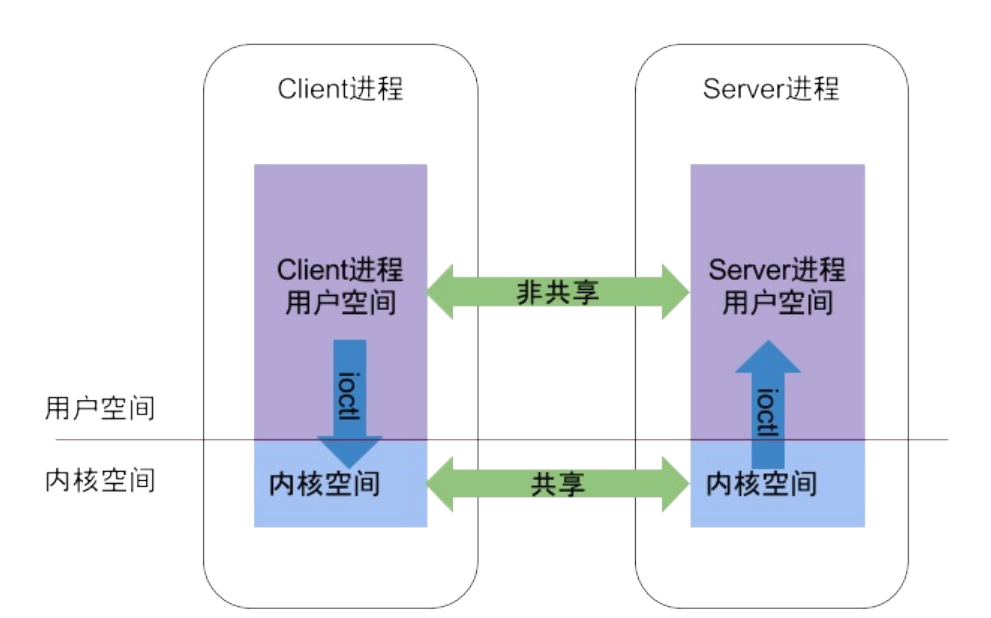 Client进程
Server进程
Client进程
用户空间
非共享
Server进程
用户空间
ioctl
ioctl
用户空间
内核空间
内核空间
共享
内核空间